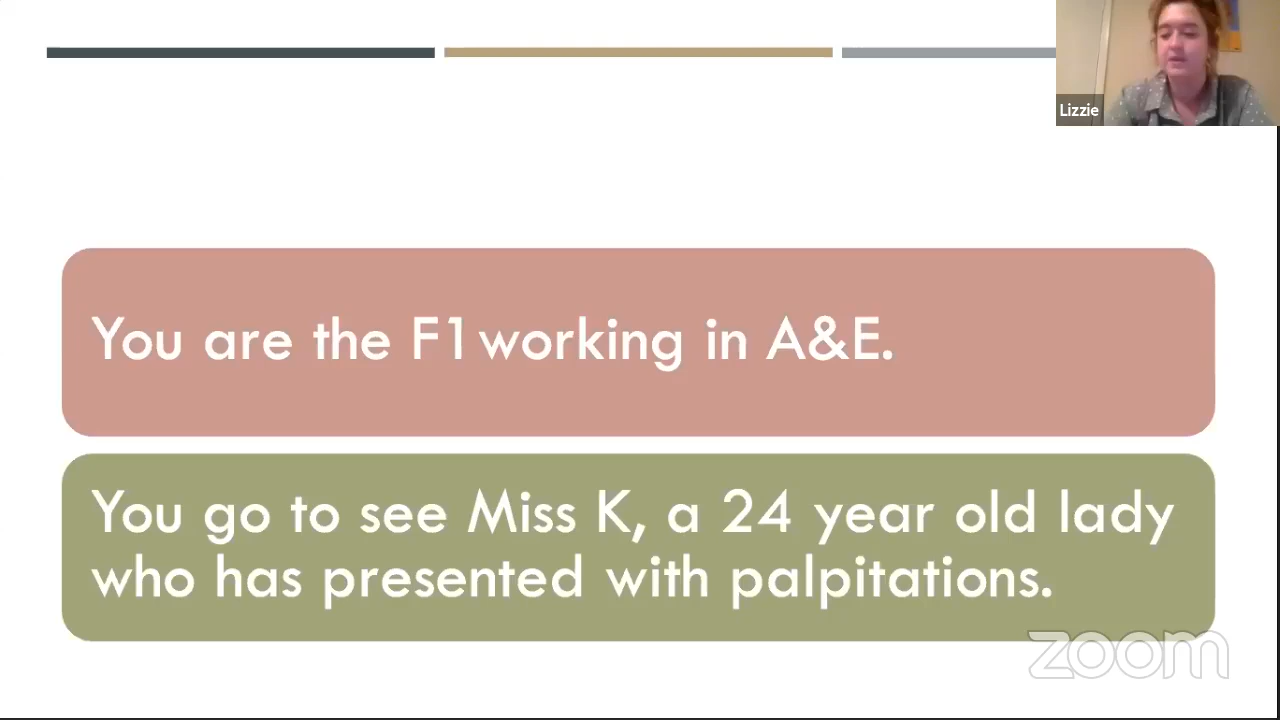 Lizzie
You are the F1 working in A&E.
You go to see Miss K, a 24 year old lady
who has presented with palpitations.
zoom